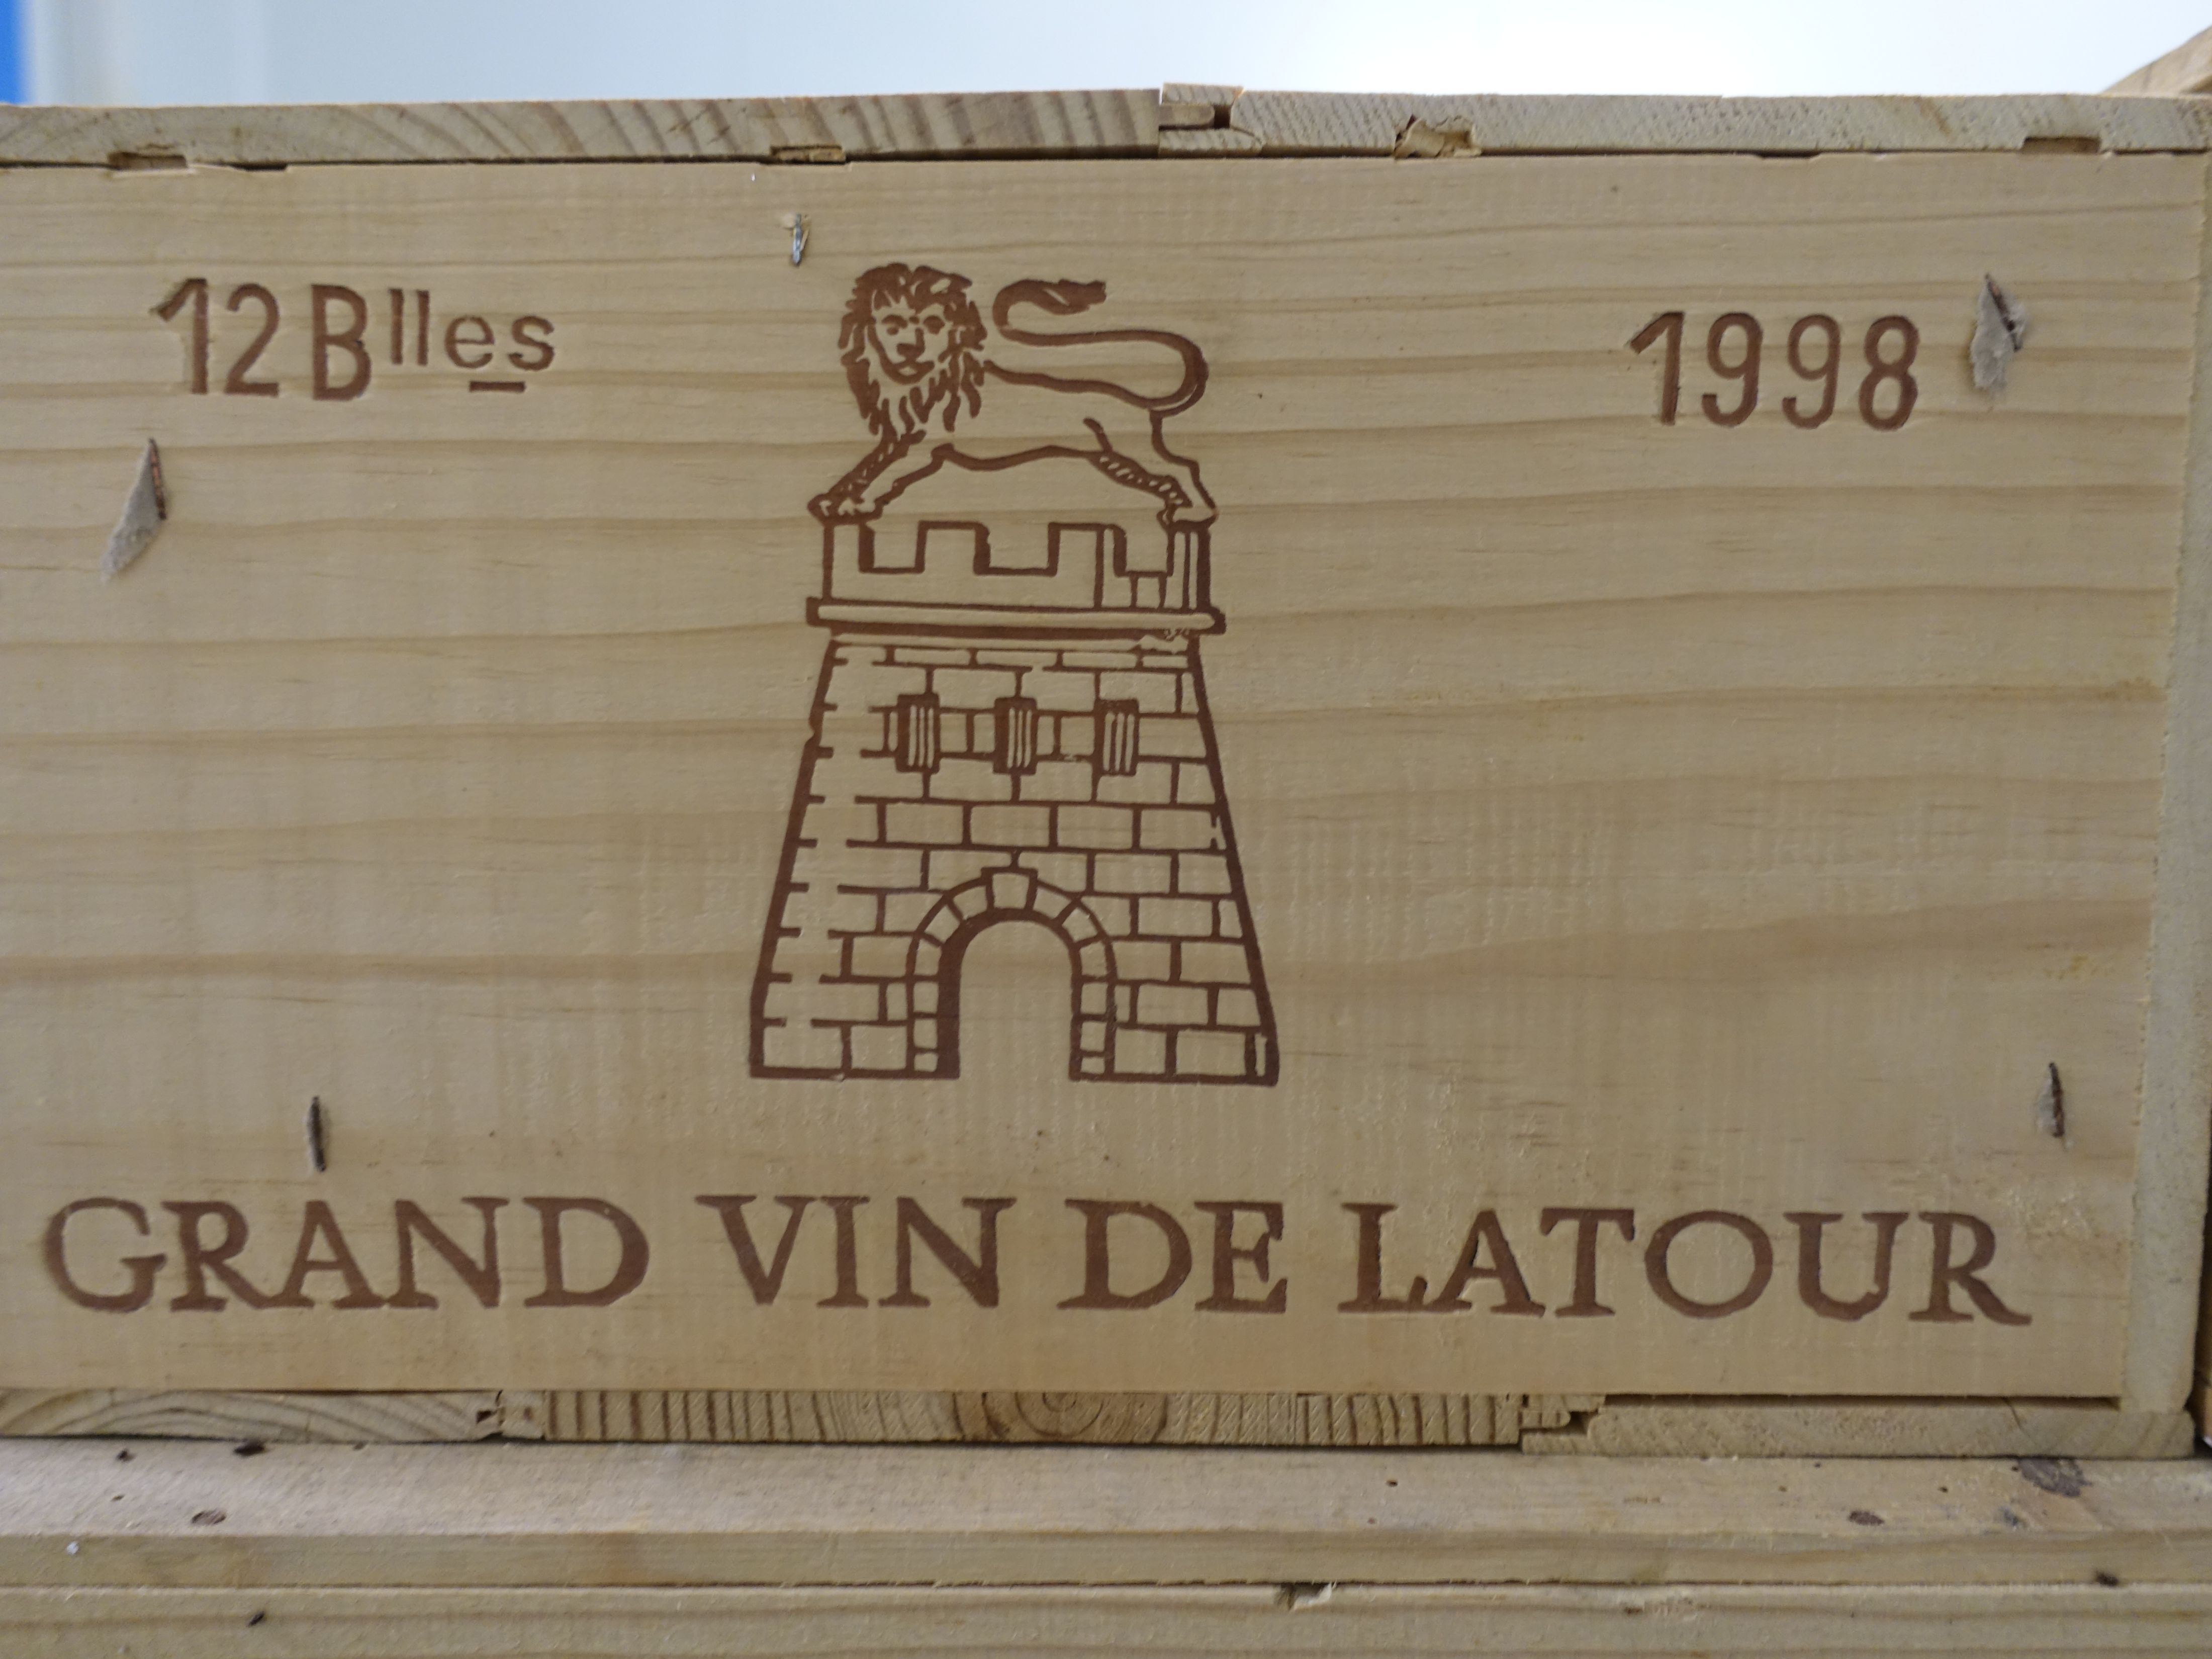 12 Blles
1998
GRAND VIN DE LATOUR